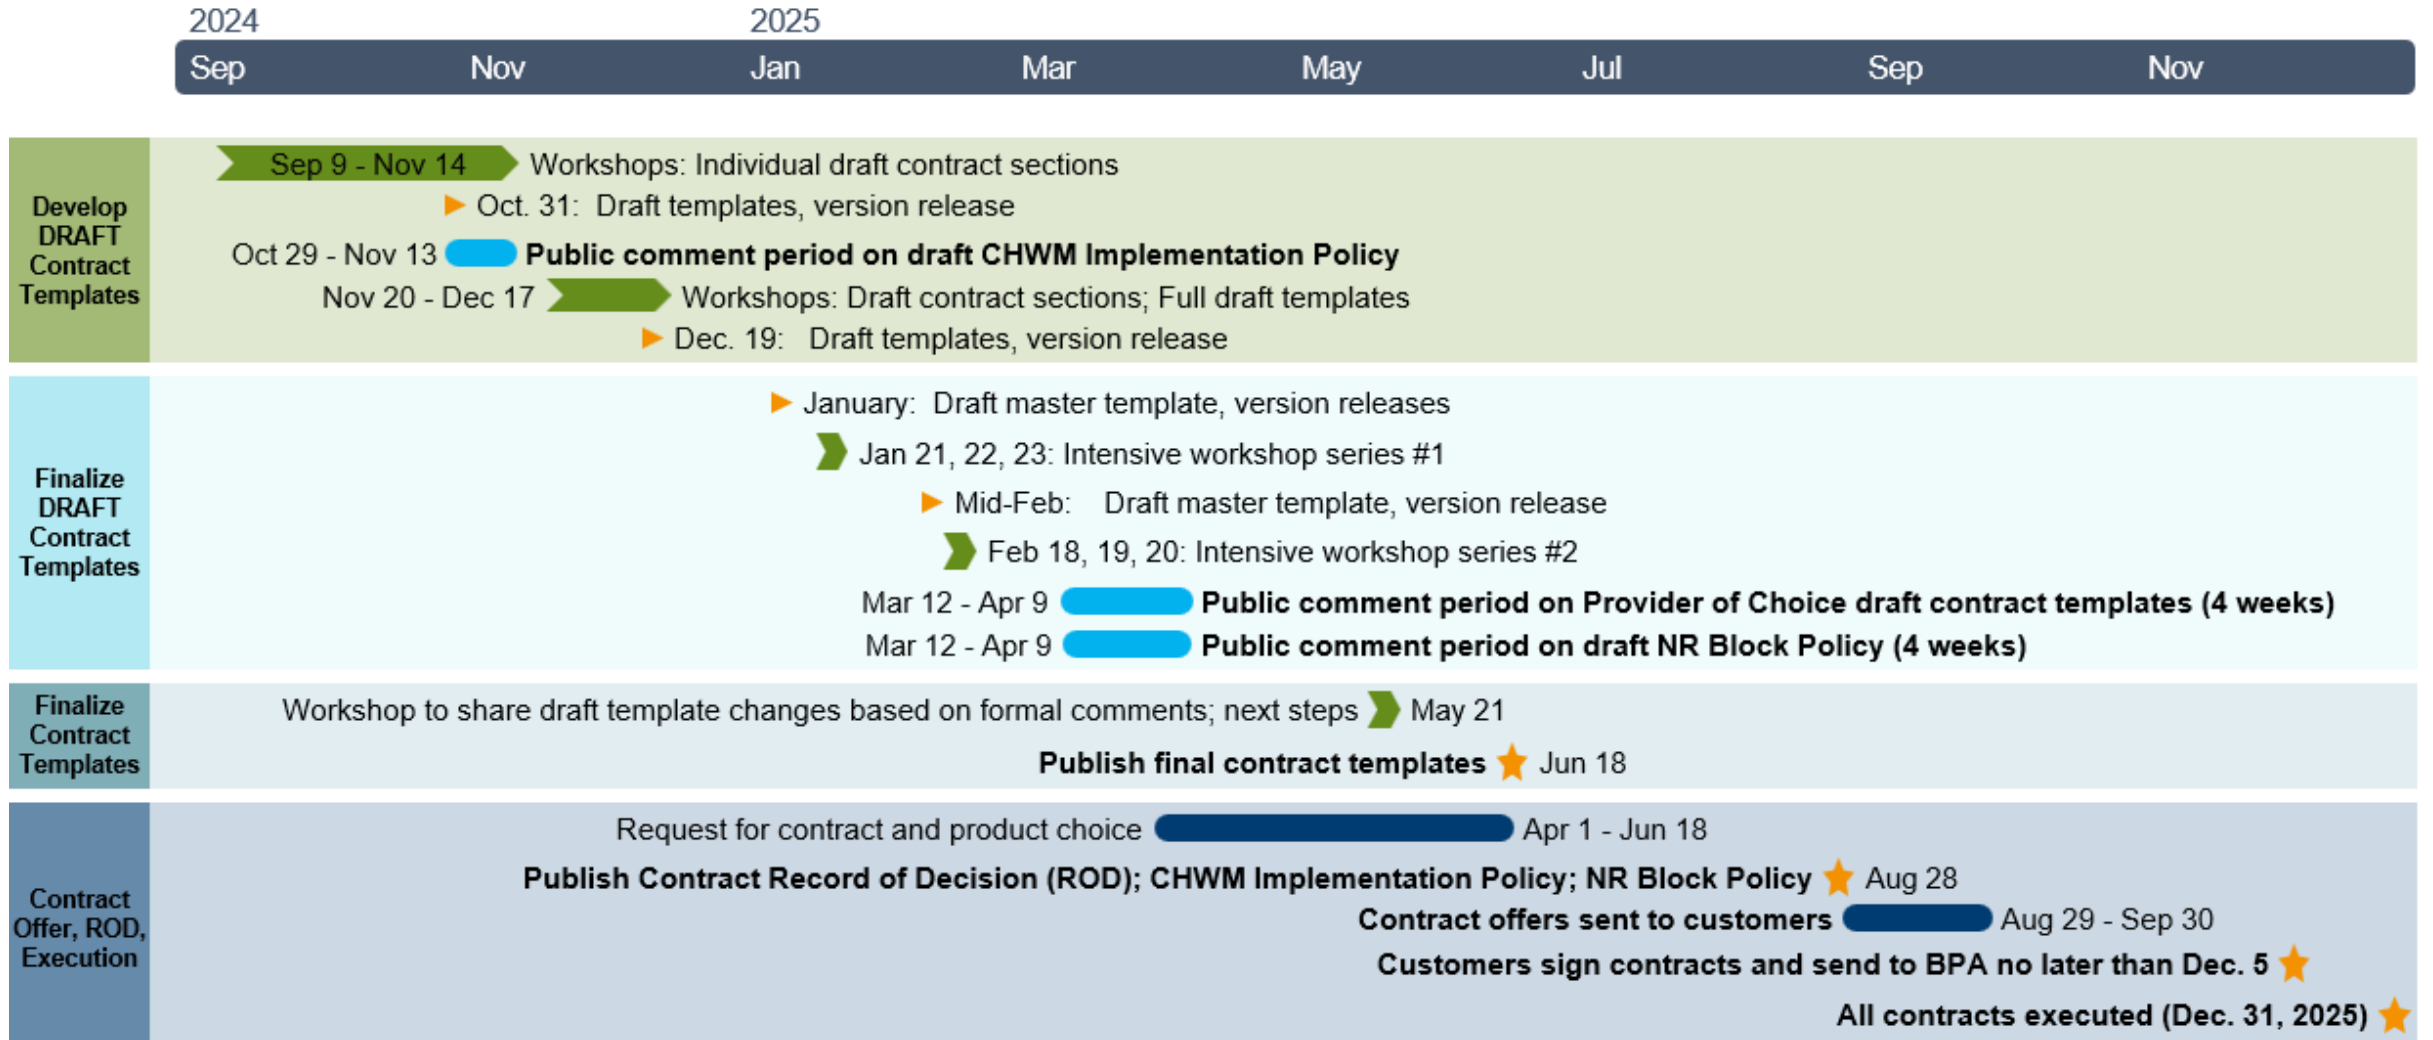 2024 2025
Sep Nov Jan Mar May Jul Sep Nov
Develop
DRAFT
Contract
Templates
Sep 9 - Nov 14 Workshops: Individual draft contract sections
Oct. 31: Draft templates, version release
Oct 29 - Nov 13 Public comment period on draft CHWM Implementation Policy
Nov 20 - Dec 17 Workshops: Draft contract sections; Full draft templates
Dec. 19: Draft templates, version release
Finalize
DRAFT
Contract
Templates
January: Draft master template, version releases
Jan 21, 22, 23: Intensive workshop series #1
Mid-Feb: Draft master template, version release
Feb 18, 19, 20: Intensive workshop series #2
Mar 12 - Apr 9 Public comment period on Provider of Choice draft contract templates (4 weeks)
Mar 12 - Apr 9 Public comment period on draft NR Block Policy (4 weeks)
Finalize
Contract
Templates
Workshop to share draft template changes based on formal comments; next steps May 21
Publish final contract templates Jun 18
Contract
Offer, ROD,
Execution
Request for contract and product choice Apr 1 - Jun 18
Publish Contract Record of Decision (ROD); CHWM Implementation Policy; NR Block Policy Aug 28
Contract offers sent to customers Aug 29 - Sep 30
Customers sign contracts and send to BPA no later than Dec. 5
All contracts executed (Dec. 31, 2025)